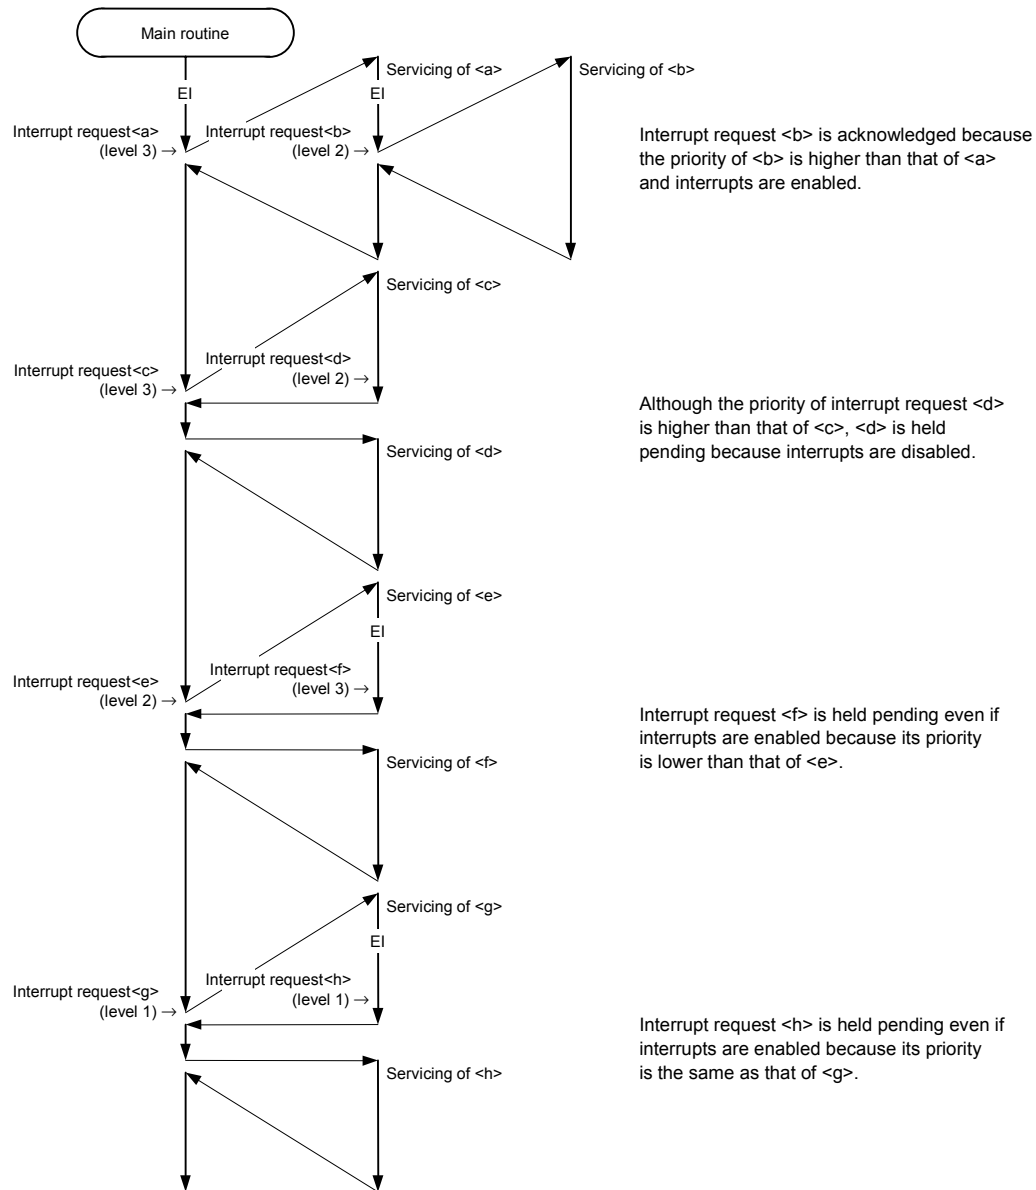 Main routine
EI
Servicing of <a>
EI
Servicing of <b>
Interrupt request<a>
(level 3) →
Interrupt request<b>
(level 2) →
Interrupt request <b> is acknowledged because
the priority of <b> is higher than that of <a>
and interrupts are enabled.
Servicing of <c>
Interrupt request<c>
(level 3) →
Interrupt request<d>
(level 2) →
Although the priority of interrupt request <d>
is higher than that of <c>, <d> is held
pending because interrupts are disabled.
Servicing of <d>
Servicing of <e>
EI
Interrupt request<e>
(level 2) →
Interrupt request<f>
(level 3) →
Interrupt request <f> is held pending even if
interrupts are enabled because its priority
is lower than that of <e>.
Servicing of <f>
Servicing of <g>
EI
Interrupt request<g>
(level 1) →
Interrupt request<h>
(level 1) →
Interrupt request <h> is held pending even if
interrupts are enabled because its priority
is the same as that of <g>.
Servicing of <h>